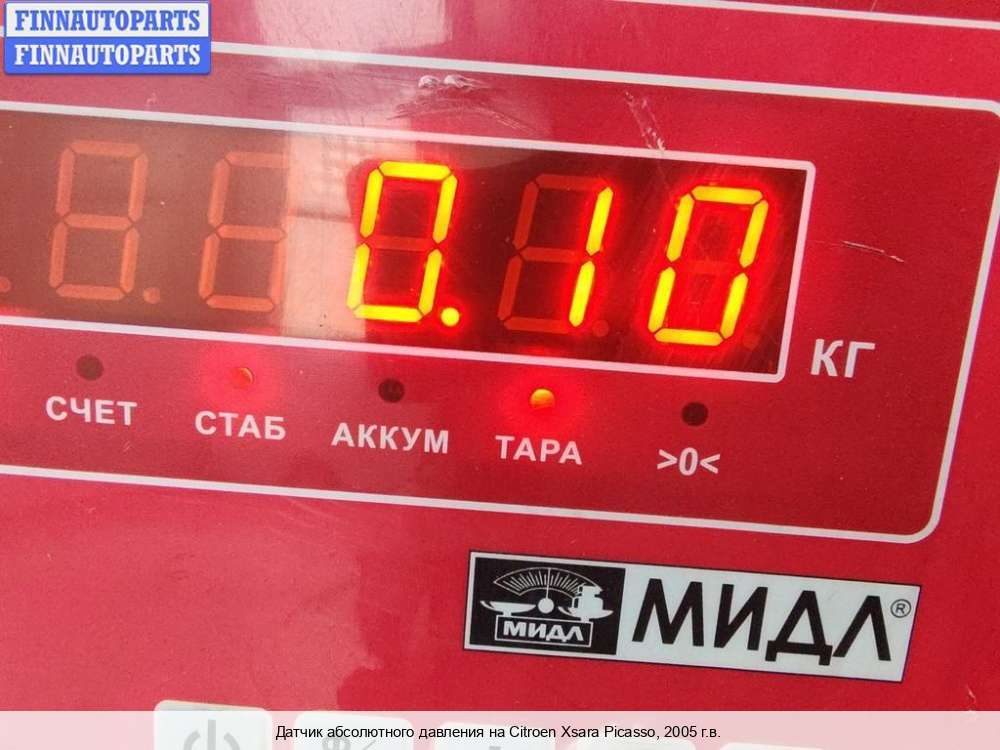 FINNAUTOPARTS
FINNAUTOPARTS
0.10
КГ
СЧЕТ СТАБ АККУМ ТАРА >0<
МИДЛ МИДЛ®
Датчик абсолютного давления на Citroen Xsara Picasso, 2005 г.в.